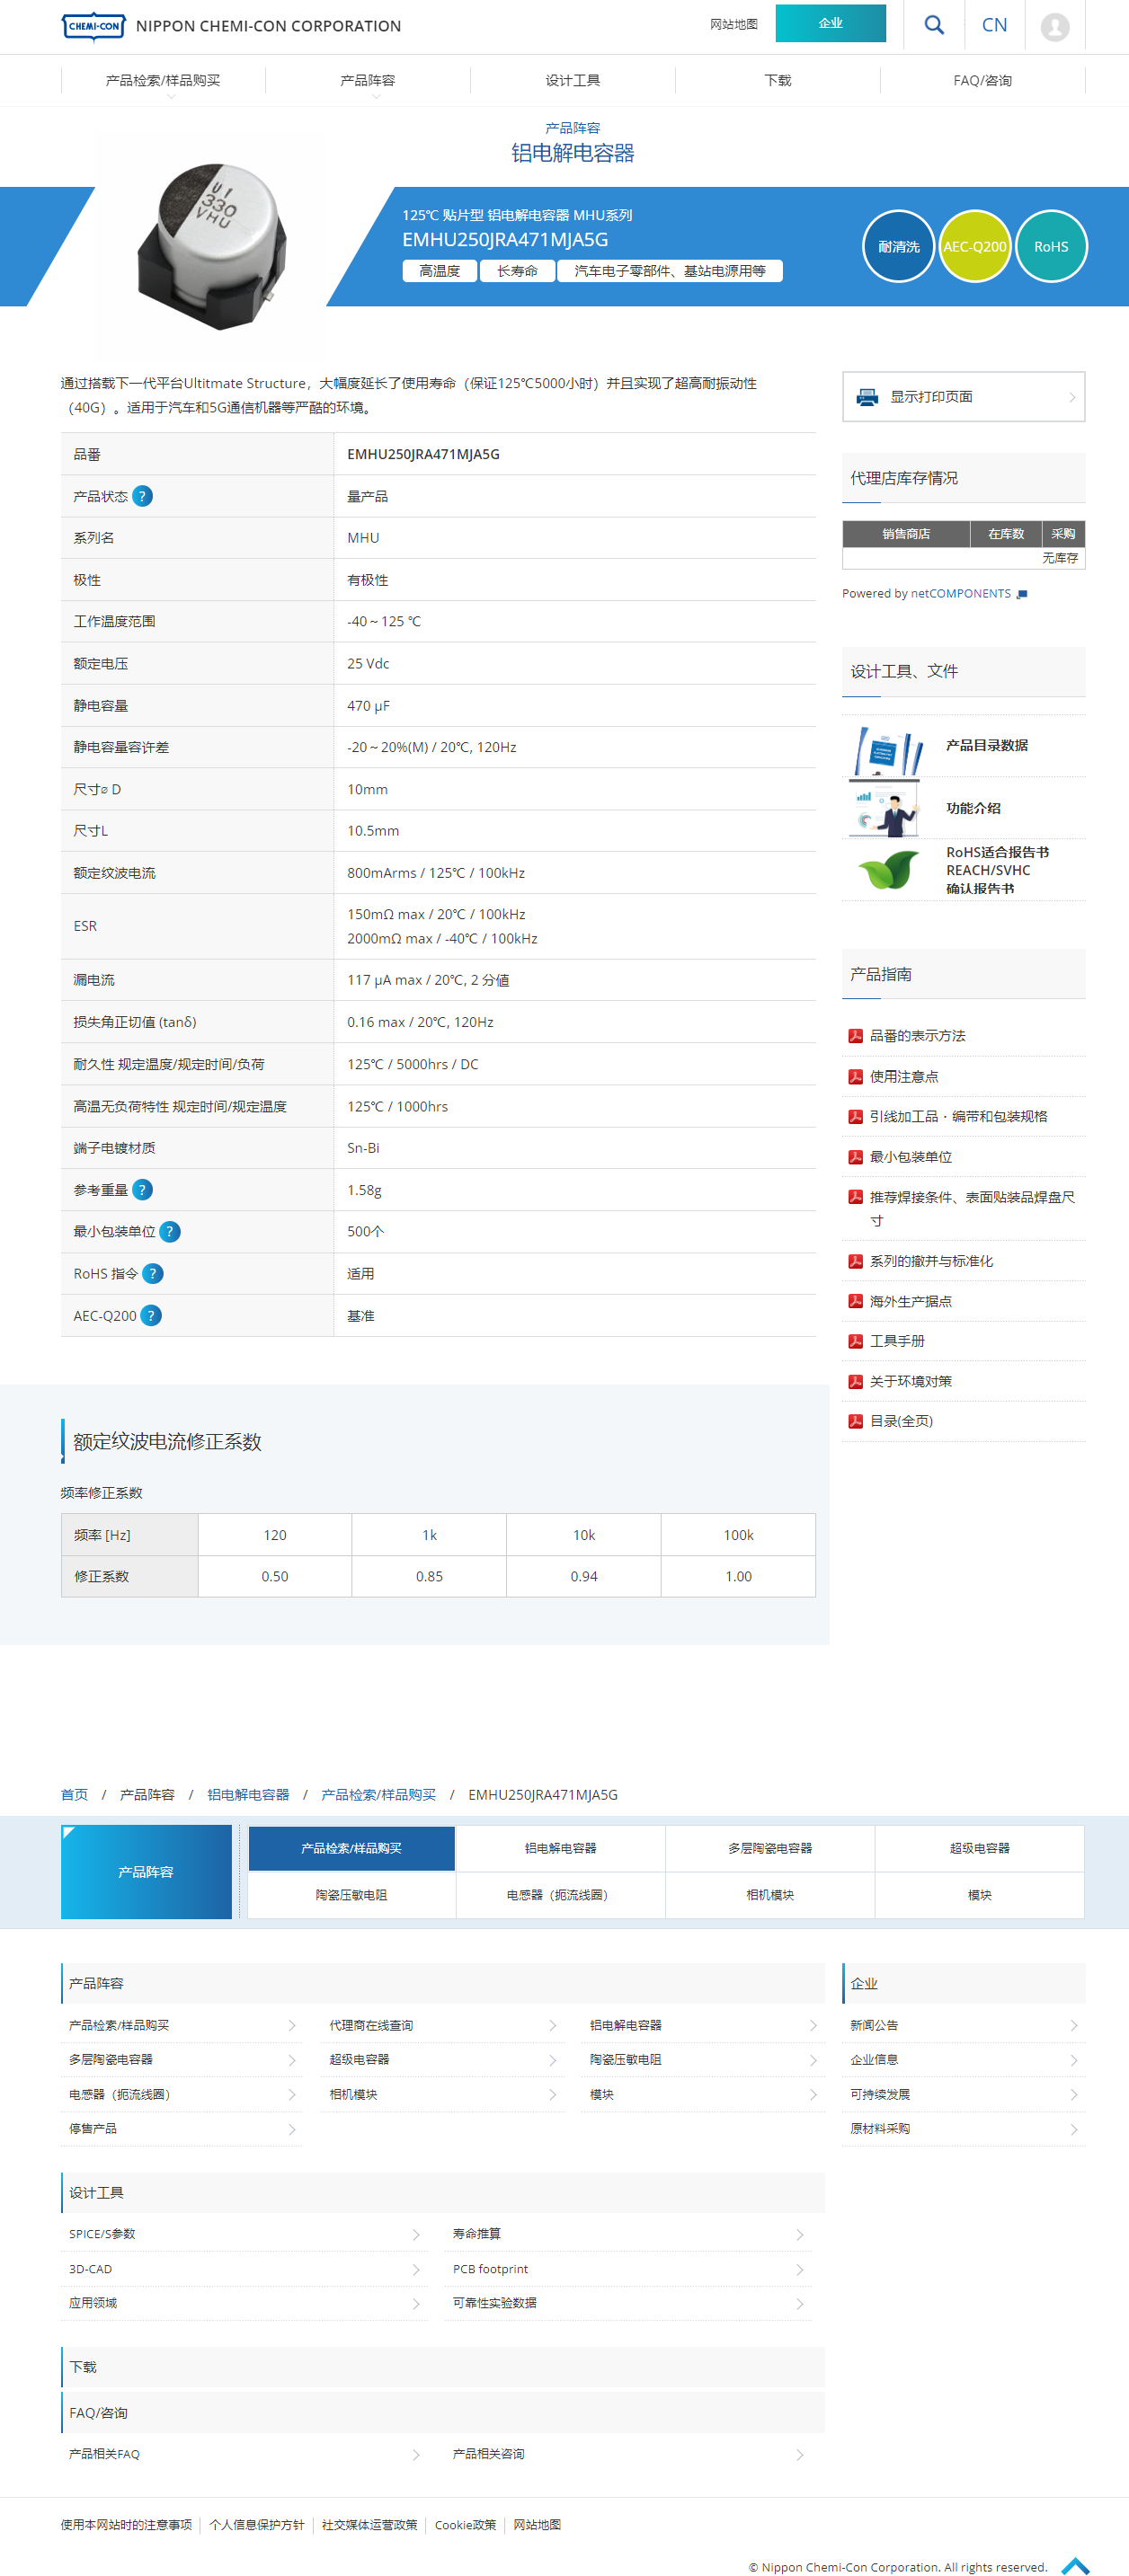 CHEMI-CON NIPPON CHEMI-CON CORPORATION
网站地图
企业
CN
产品检索/样品购买
产品阵容
设计工具
下载
FAQ/咨询
产品阵容
铝电解电容器
UI
330
VHU
125℃ 贴片型 铝电解电容器 MHU系列
EMHU250JRA471MJA5G
高温度 长寿命 汽车电子零部件、基站电源用等
耐清洗 AEC-Q200 RoHS
通过搭载下一代平台Ultitmate Structure，大幅度延长了使用寿命（保证125℃5000小时）并且实现了超高耐振动性
（40G）。适用于汽车和5G通信机器等严酷的环境。
品番 EMHU250JRA471MJA5G
产品状态 ? 量产品
系列名 MHU
极性 有极性
工作温度范围 -40～125 ℃
额定电压 25 Vdc
静电容量 470 µF
静电容量容许差 -20～20%(M) / 20℃, 120Hz
尺寸⌀ D 10mm
尺寸L 10.5mm
额定纹波电流 800mArms / 125℃ / 100kHz
ESR 150mΩ max / 20℃ / 100kHz
2000mΩ max / -40℃ / 100kHz
漏电流 117 µA max / 20℃, 2 分値
损失角正切值 (tanδ) 0.16 max / 20℃, 120Hz
耐久性 规定温度/规定时间/负荷 125℃ / 5000hrs / DC
高温无负荷特性 规定时间/规定温度 125℃ / 1000hrs
端子电镀材质 Sn-Bi
参考重量 ? 1.58g
最小包装单位 ? 500个
RoHS 指令 ? 适用
AEC-Q200 ? 基准
显示打印页面
代理店库存情况
销售商店 在库数 采购
无库存
Powered by netCOMPONENTS
设计工具、文件
产品目录数据
功能介绍
RoHS适合报告书
REACH/SVHC
确认报告书
产品指南
品番的表示方法
使用注意点
引线加工品・编带和包装规格
最小包装单位
推荐焊接条件、表面贴装品焊盘尺
寸
系列的撤并与标准化
海外生产据点
工具手册
关于环境对策
目录(全页)
额定纹波电流修正系数
频率修正系数
频率 [Hz] 120 1k 10k 100k
修正系数 0.50 0.85 0.94 1.00
首页 / 产品阵容 / 铝电解电容器 / 产品检索/样品购买 / EMHU250JRA471MJA5G
产品阵容
产品检索/样品购买 铝电解电容器 多层陶瓷电容器 超级电容器
陶瓷压敏电阻 电感器（扼流线圈） 相机模块 模块
产品阵容
产品检索/样品购买 代理商在线查询 铝电解电容器
多层陶瓷电容器 超级电容器 陶瓷压敏电阻
电感器（扼流线圈） 相机模块 模块
停售产品
企业
新闻公告
企业信息
可持续发展
原材料采购
设计工具
SPICE/S参数 寿命推算
3D-CAD PCB footprint
应用领域 可靠性实验数据
下载
FAQ/咨询
产品相关FAQ 产品相关咨询
使用本网站时的注意事项 个人信息保护方针 社交媒体运营政策 Cookie政策 网站地图
© Nippon Chemi-Con Corporation. All rights reserved.